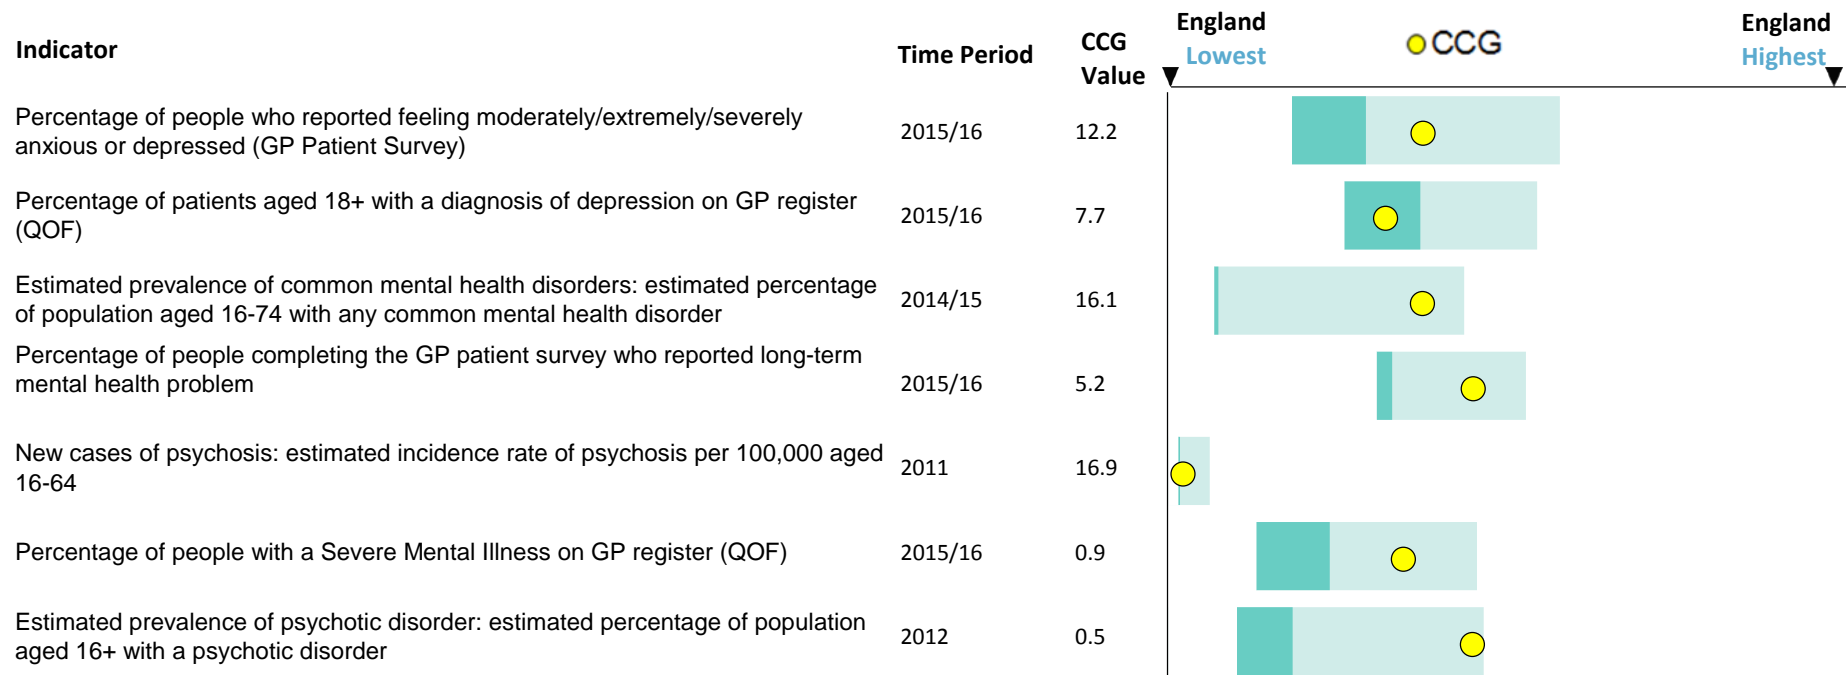 Indicator
Time Period
CCG
Value
England
Lowest
CCG
England
Highest
Percentage of people who reported feeling moderately/extremely/severely
anxious or depressed (GP Patient Survey)
2015/16
12.2
Percentage of patients aged 18+ with a diagnosis of depression on GP register
(QOF)
2015/16
7.7
Estimated prevalence of common mental health disorders: estimated percentage
of population aged 16-74 with any common mental health disorder
2014/15
16.1
Percentage of people completing the GP patient survey who reported long-term
mental health problem
2015/16
5.2
New cases of psychosis: estimated incidence rate of psychosis per 100,000 aged
16-64
2011
16.9
Percentage of people with a Severe Mental Illness on GP register (QOF)
2015/16
0.9
Estimated prevalence of psychotic disorder: estimated percentage of population
aged 16+ with a psychotic disorder
2012
0.5